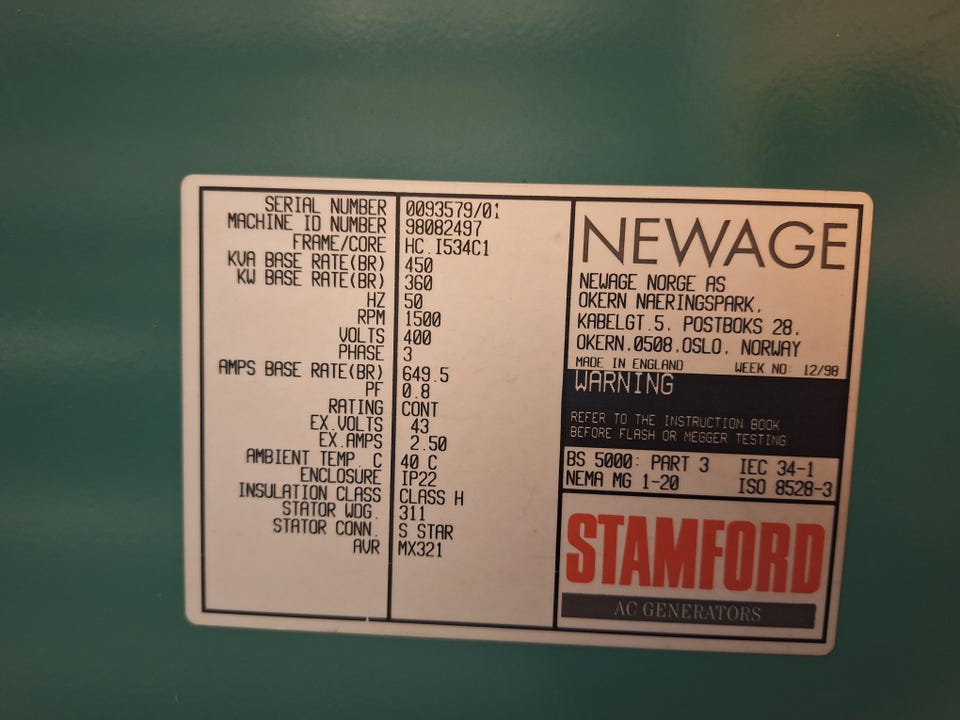 SERIAL NUMBER 0093579/01
MACHINE ID NUMBER 98082497
FRAME/CORE HC.I534C1
KVA BASE RATE(BR) 450
KW BASE RATE(BR) 360
HZ 50
RPM 1500
VOLTS 400
PHASE 3
AMPS BASE RATE(BR) 649.5
PF 0.8
RATING CONT
EX.VOLTS 43
EX.AMPS 2.50
AMBIENT TEMP. C 40 C
ENCLOSURE IP22
INSULATION CLASS CLASS H
STATOR WDG. 311
STATOR CONN. S STAR
AVR MX321
NEWAGE
NEWAGE NORGE AS
OKERN NAERINGSPARK,
KABELGT.5, POSTBOKS 28,
OKERN,0508,OSLO, NORWAY
MADE IN ENGLAND WEEK NO: 12/98
WARNING
REFER TO THE INSTRUCTION BOOK
BEFORE FLASH OR MEGGER TESTING
BS 5000: PART 3 IEC 34-1
NEMA MG 1-20 ISO 8528-3
STAMFORD
AC GENERATORS